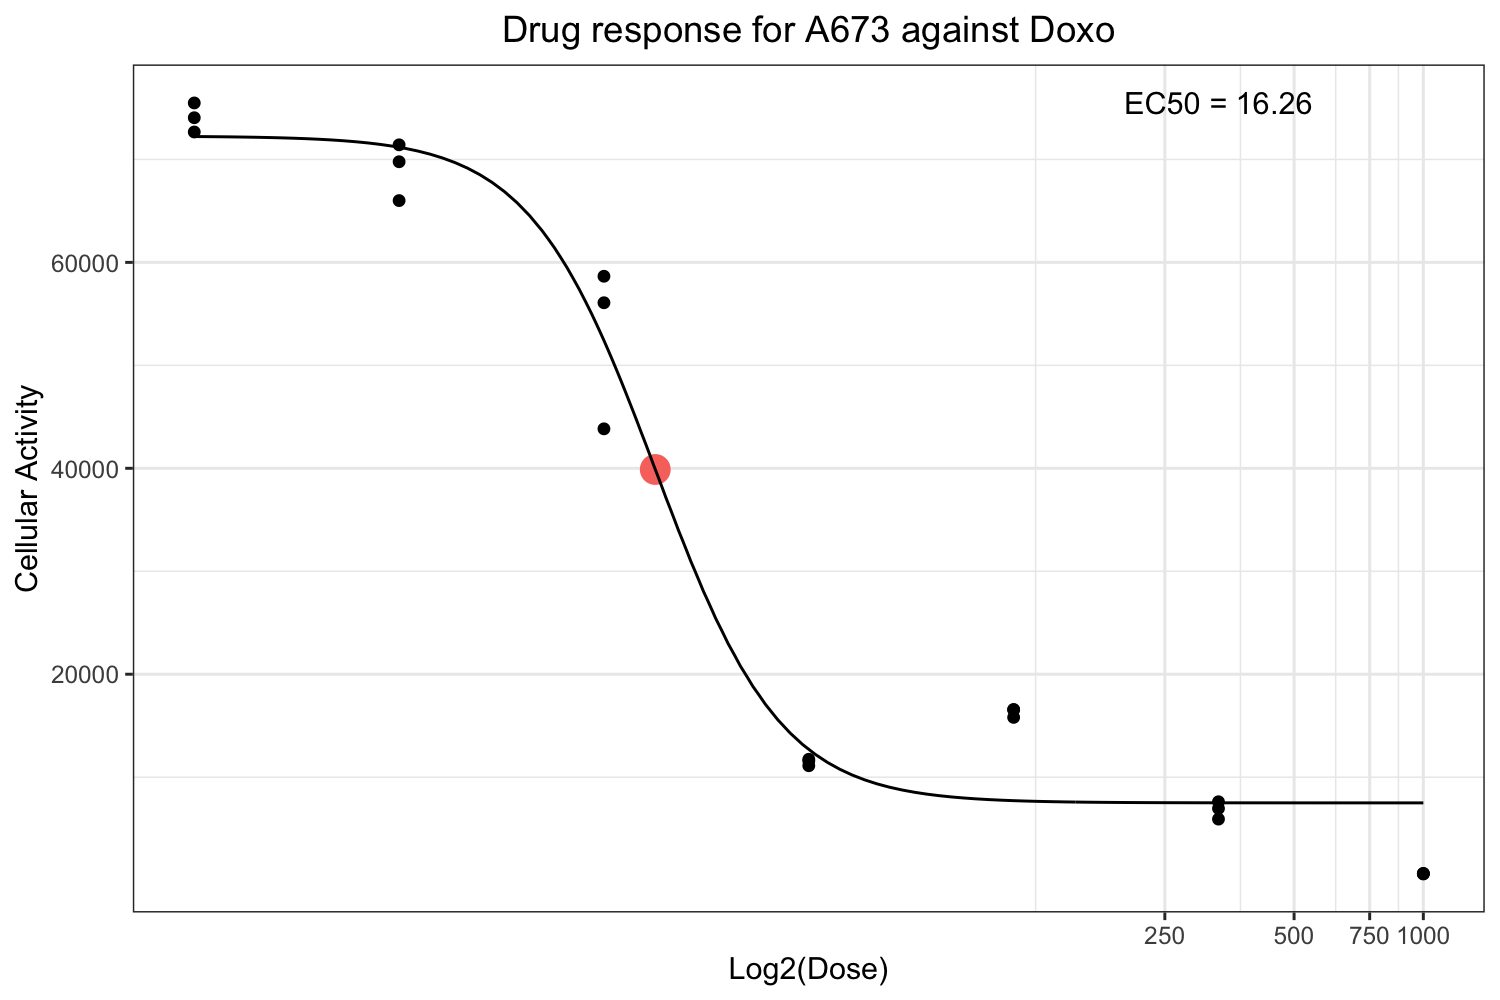 Drug response for A673 against Doxo
EC50 = 16.26
Cellular Activity
60000
40000
20000
250 500 750 1000
Log2(Dose)